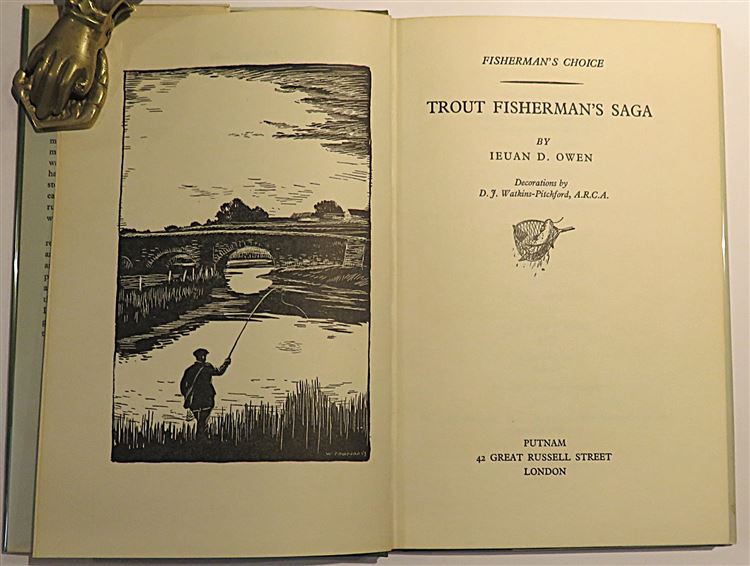 FISHERMAN'S CHOICE
TROUT FISHERMAN'S SAGA
BY
IEUAN D. OWEN
Decorations by
D. J. Watkins-Pitchford, A.R.C.A.
PUTNAM
42 GREAT RUSSELL STREET
LONDON